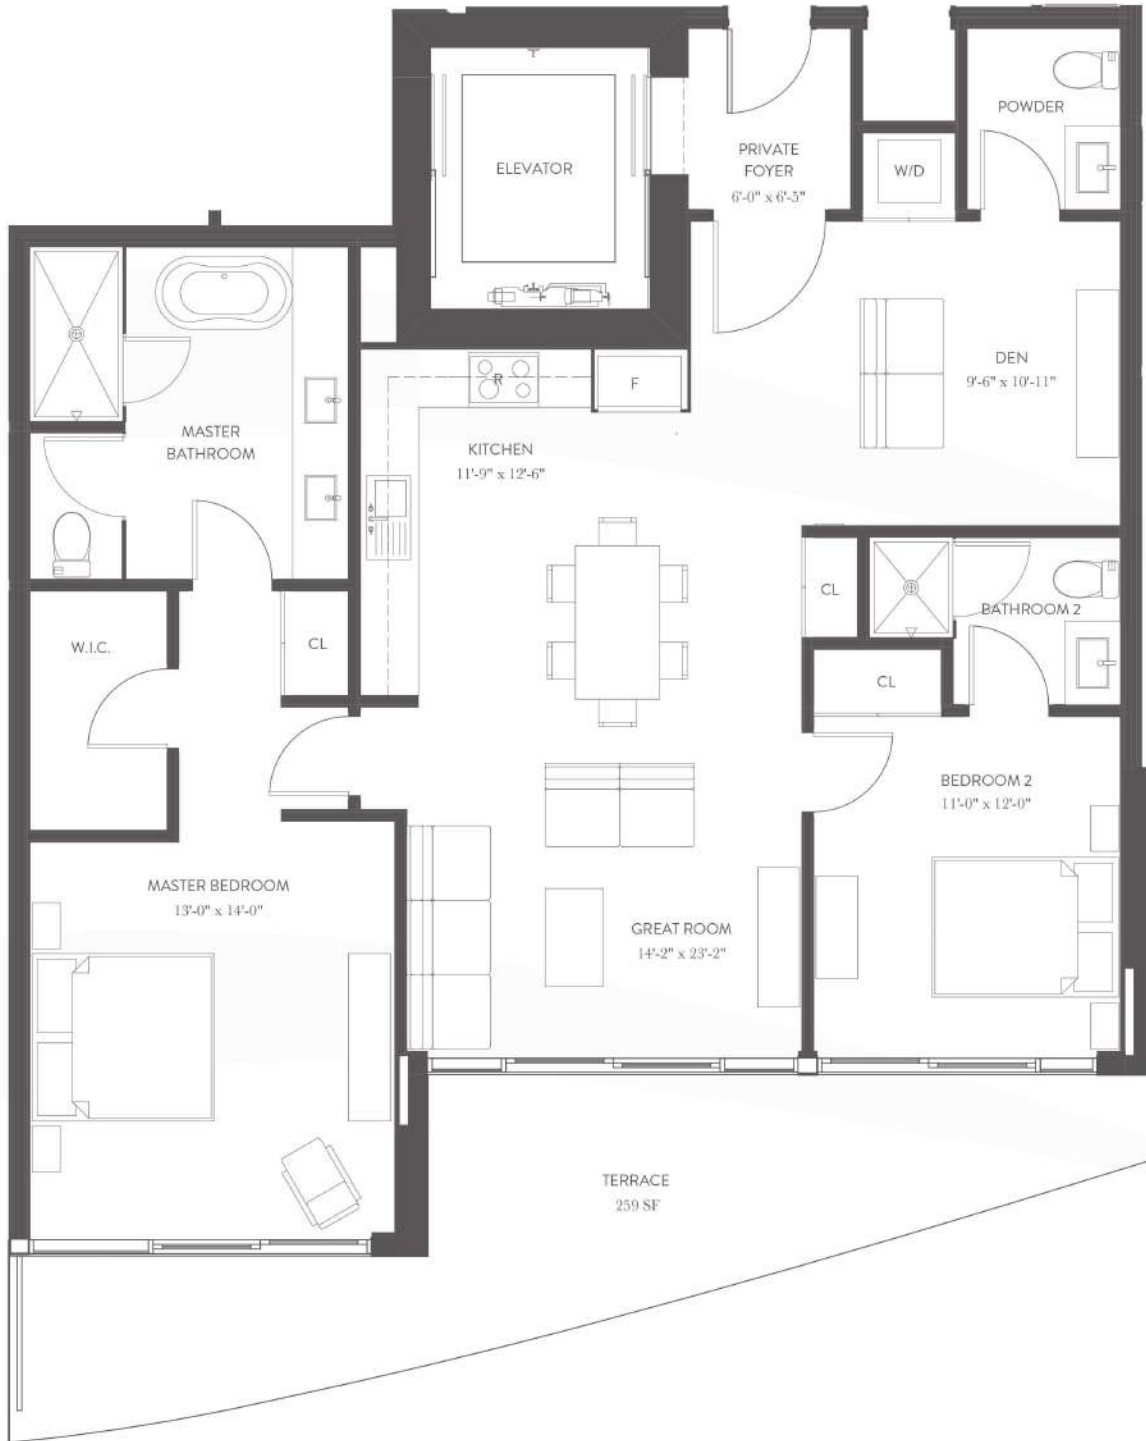 POWDER
PRIVATE
FOYER
6'-0" x 6'-5"
ELEVATOR
W/D
DEN
9'-6" x 10'-11"
R
F
MASTER
BATHROOM
KITCHEN
11'-9" x 12'-6"
CL
BATHROOM 2
W.I.C.
CL
CL
BEDROOM 2
11'-0" x 12'-0"
MASTER BEDROOM
13'-0" x 14'-0"
GREAT ROOM
14'-2" x 23'-2"
TERRACE
259 SF